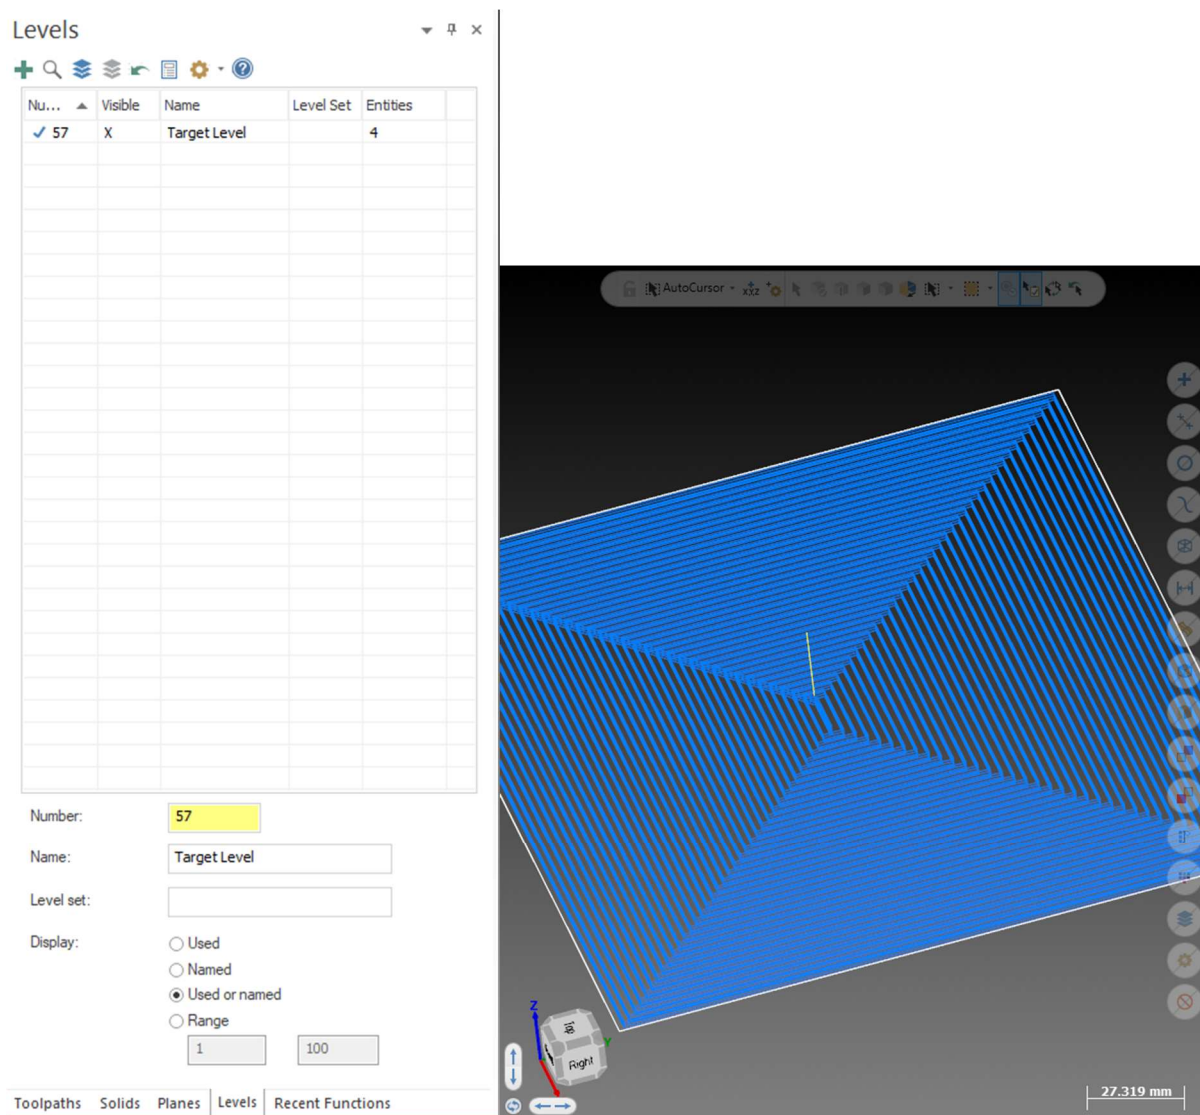 Levels
Nu... Visible Name Level Set Entities
57 X Target Level 4
Number: 57
Name: Target Level
Level set:
Display:
Used
Named
Used or named
Range
1 100
Toolpaths Solids Planes Levels Recent Functions
AutoCursor
XYZ
Z
Top
Y
Right
27.319 mm